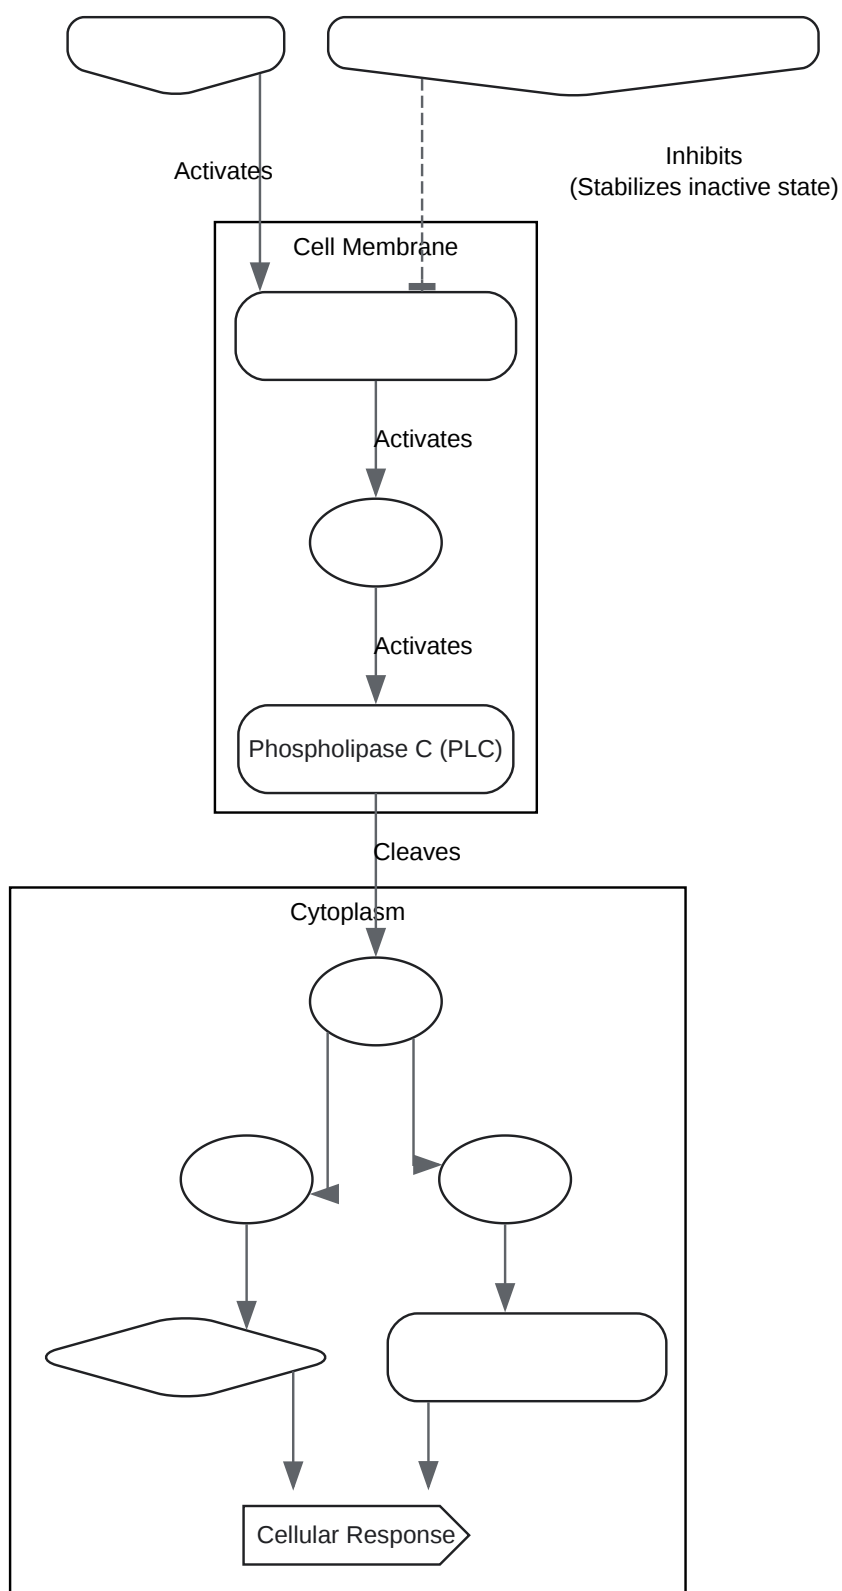 Activates
Inhibits
(Stabilizes inactive state)
Cell Membrane
Activates
Activates
Phospholipase C (PLC)
Cleaves
Cytoplasm
Cellular Response